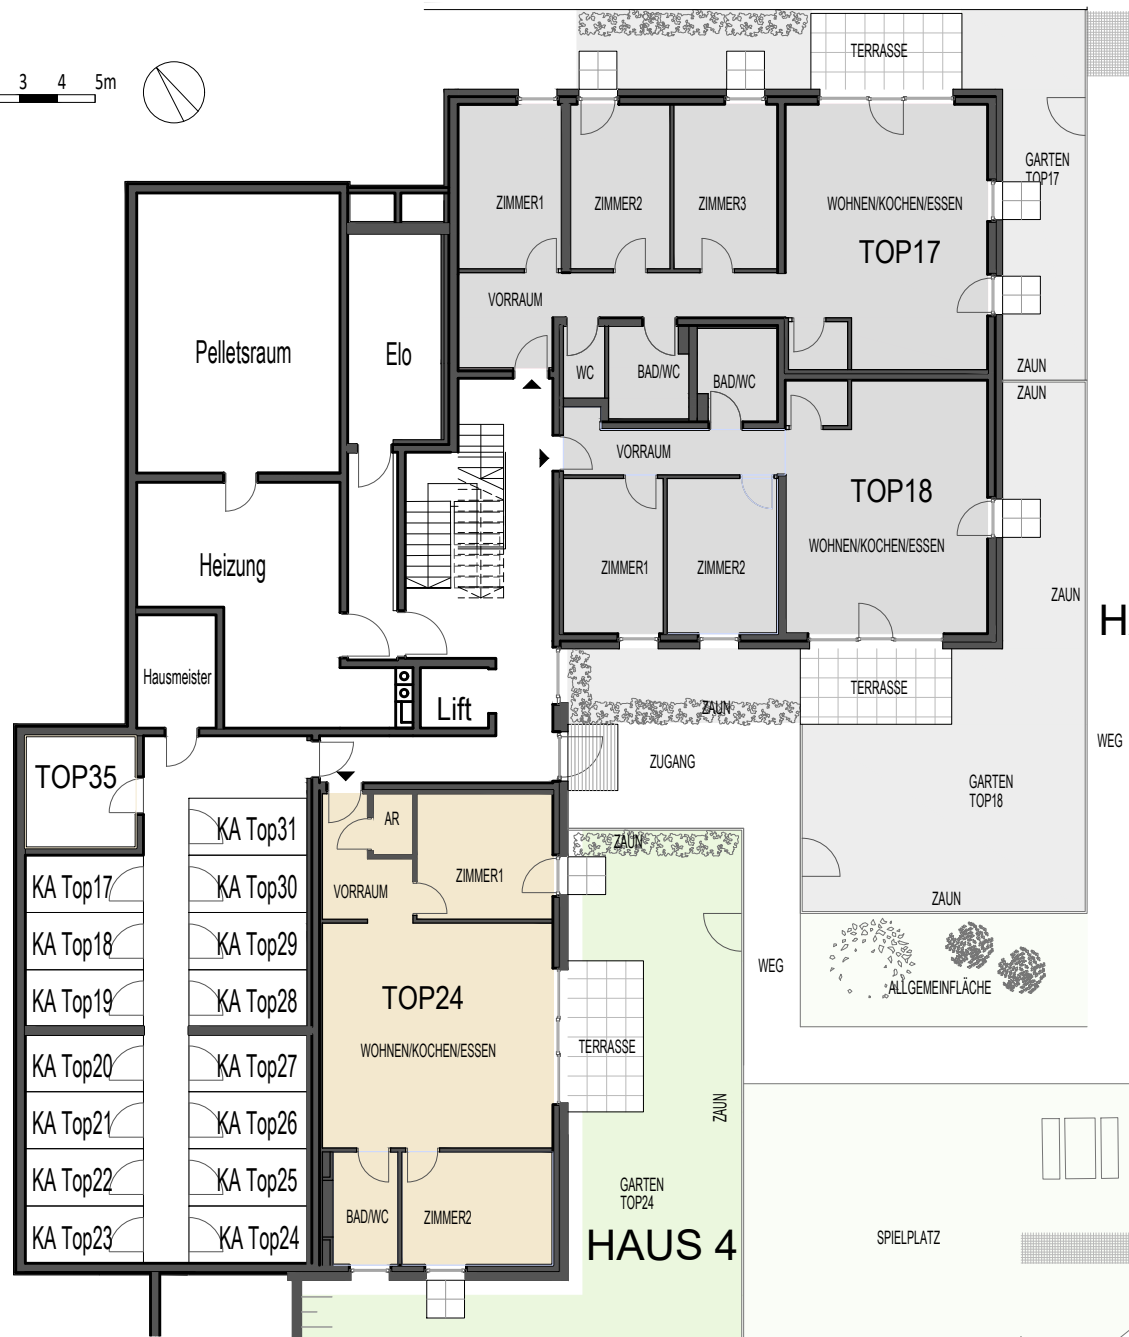 3 4 5m
TERRASSE
GARTEN
TOP17
ZIMMER1
ZIMMER2
ZIMMER3
WOHNEN/KOCHEN/ESSEN
TOP17
VORRAUM
Pelletsraum
Elo
WC
BAD/WC
BAD/WC
ZAUN
ZAUN
VORRAUM
TOP18
WOHNEN/KOCHEN/ESSEN
Heizung
ZIMMER1
ZIMMER2
ZAUN
H
Hausmeister
Lift
TERRASSE
ZAUN
WEG
ZUGANG
TOP35
GARTEN
TOP18
AR
KA Top31
ZAUN
KA Top17
KA Top30
VORRAUM
ZIMMER1
ZAUN
KA Top18
KA Top29
WEG
KA Top19
KA Top28
TOP24
ALLGEMEINFLÄCHE
WOHNEN/KOCHEN/ESSEN
TERRASSE
KA Top20
KA Top27
KA Top21
KA Top26
ZAUN
KA Top22
KA Top25
GARTEN
TOP24
KA Top23
KA Top24
BAD/WC
ZIMMER2
HAUS 4
SPIELPLATZ